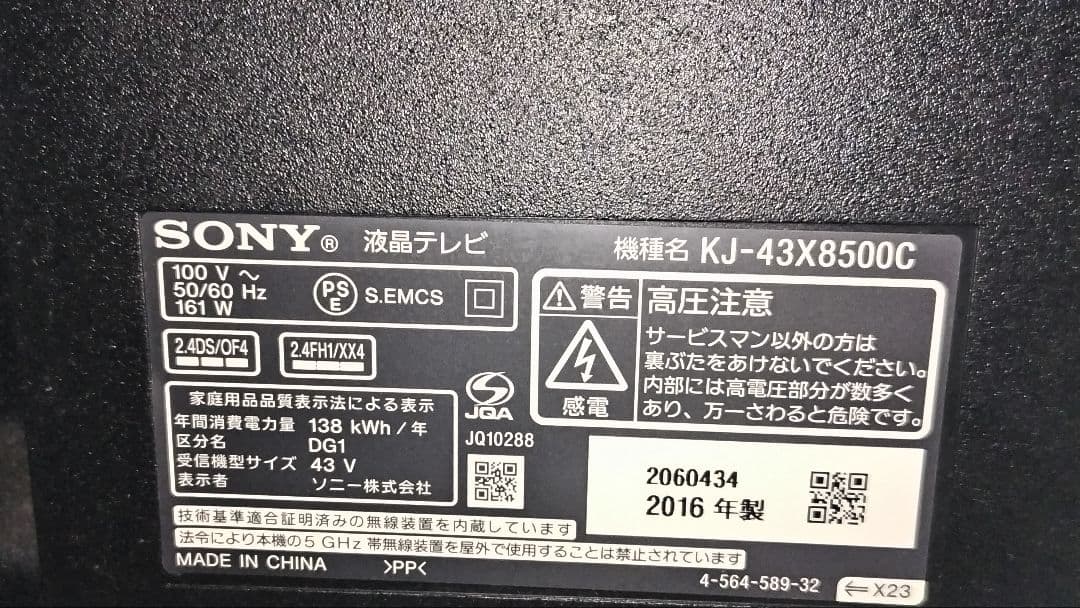 SONY® 液晶テレビ
機種名 KJ-43X8500C
100 V ～
50/60 Hz
161 W
PS
E
S.EMCS
警告
感電
高圧注意
サービスマン以外の方は
裏ぶたをあけないでください。
内部には高電圧部分が数多く
あり、万一さわると危険です。
2.4DS/OF4
2.4FH1/XX4
家庭用品品質表示法による表示
年間消費電力量 138 kWh/年
区分名 DG1
受信機型サイズ 43 V
表示者 ソニー株式会社
JQA
JQ10288
2060434
2016 年製
技術基準適合証明済みの無線装置を内蔵しています
法令により本機の5 GHz 帯無線装置を屋外で使用することは禁止されています
MADE IN CHINA >PP<
4-564-589-32
⇐X23